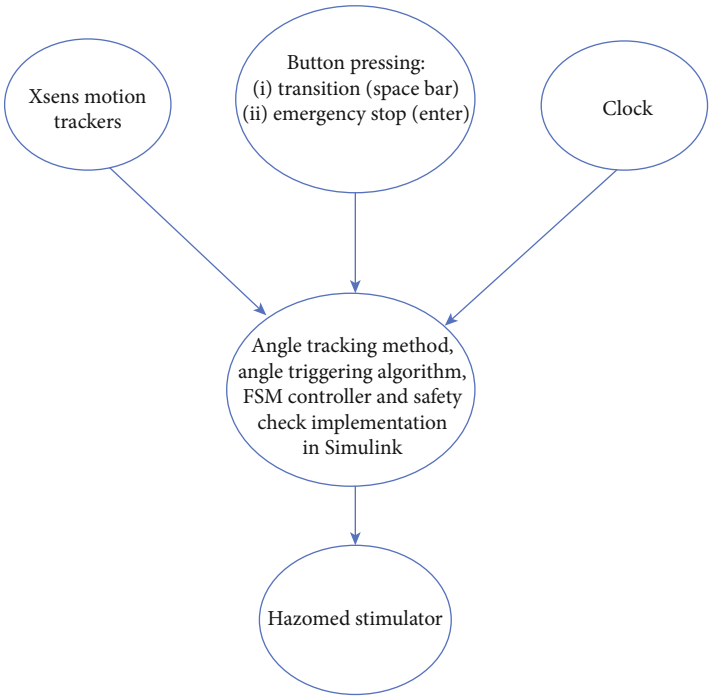 Xsens motion
trackers
Button pressing:
(i) transition (space bar)
(ii) emergency stop (enter)
Clock
Angle tracking method,
angle triggering algorithm,
FSM controller and safety
check implementation
in Simulink
Hazomed stimulator